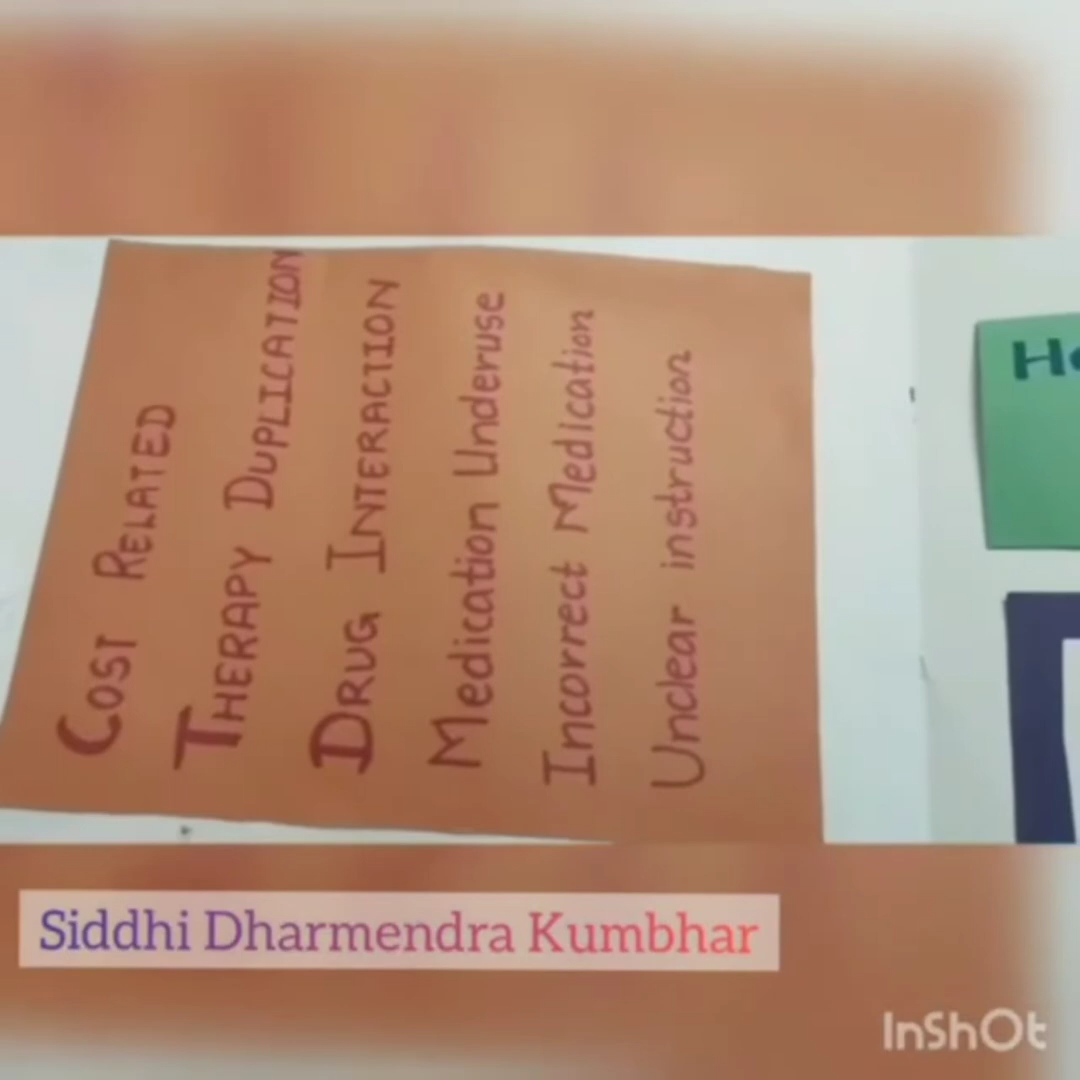 COST RELATED
THERAPY DUPLICATION
DRUG INTERACTION
Medication Underuse
Incorrect Medication
Unclear instruction
Siddhi Dharmendra Kumbhar
InShOt